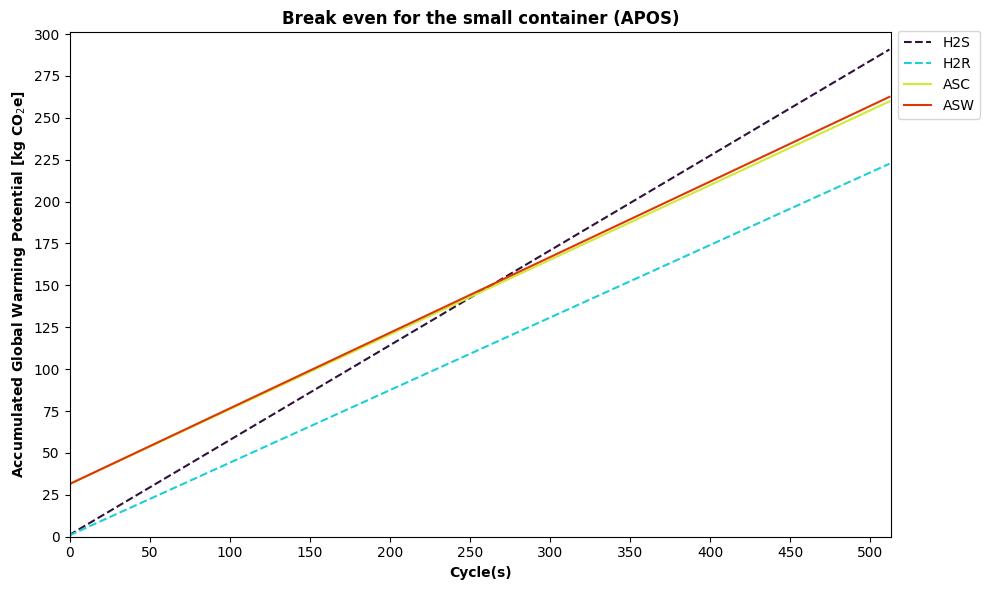 Break even for the small container (APOS)
Accumulated Global Warming Potential [kg CO₂e]
300
275
250
225
200
175
150
125
100
75
50
25
0
0 50 100 150 200 250 300 350 400 450 500
Cycle(s)
H2S
H2R
ASC
ASW